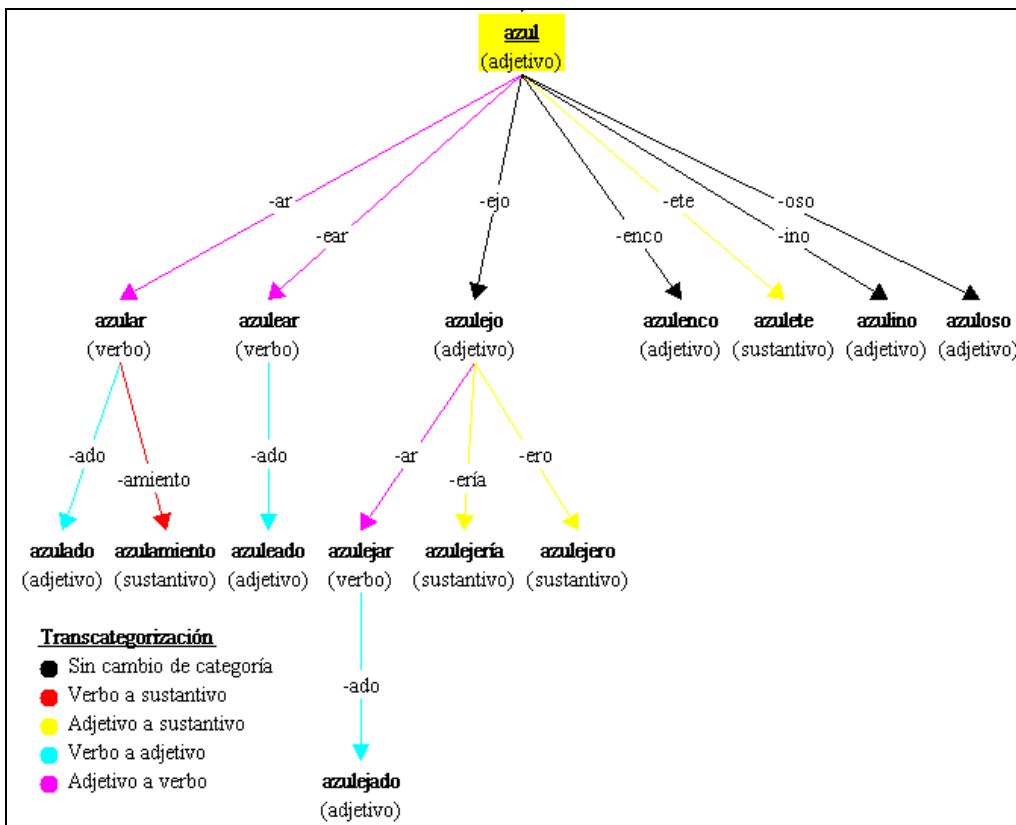 azul
(adjetivo)
-ar
-ejo
-ete
-oso
-ear
-enco
-ino
azular
azulear
azulejo
azulenco
azulete
azulino
azuloso
(verbo)
(verbo)
(adjetivo)
(adjetivo)
(sustantivo)
(adjetivo)
(adjetivo)
-ado
-amiento
-ado
-ar
-ería
-ero
azulado
azulamiento
azuleado
azulejar
azulejería
azulejero
(adjetivo)
(sustantivo)
(adjetivo)
(verbo)
(sustantivo)
(sustantivo)
Transcategorización
Sin cambio de categoría
Verbo a sustantivo
Adjetivo a sustantivo
Verbo a adjetivo
Adjetivo a verbo
-ado
azulejado
(adjetivo)